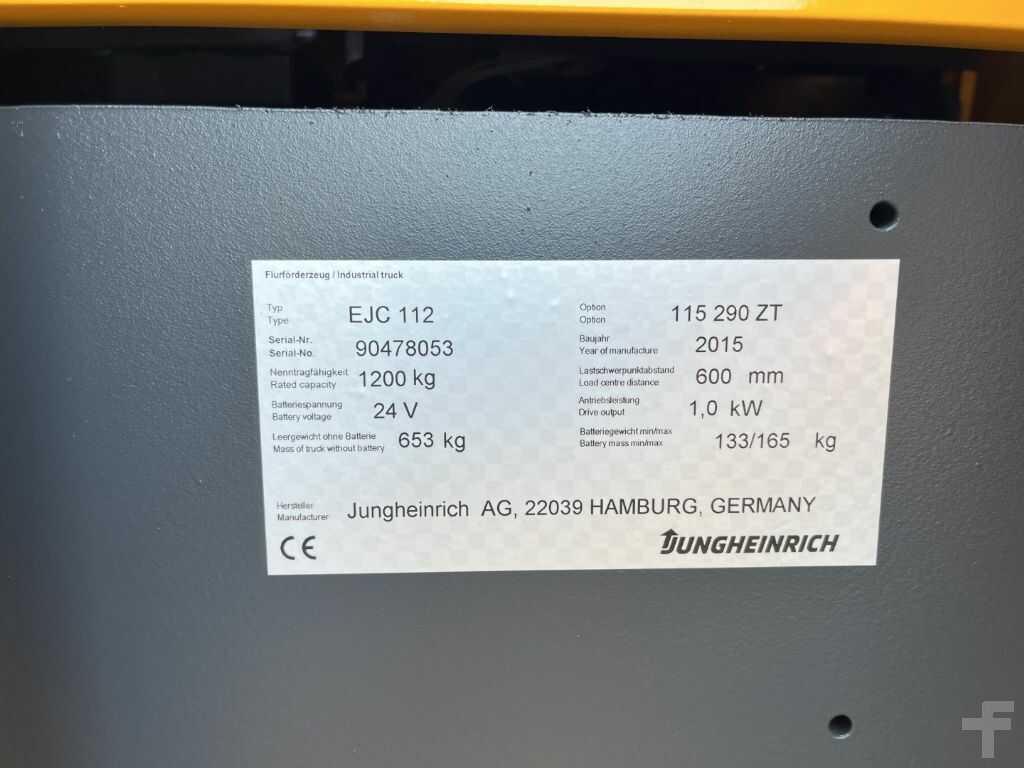 Flurförderzeug / Industrial truck
Typ
Type EJC 112
Option
Option 115 290 ZT
Serial-Nr.
Serial-No. 90478053
Baujahr
Year of manufacture 2015
Nenntragfähigkeit
Rated capacity 1200 kg
Lastschwerpunktabstand
Load centre distance 600 mm
Batteriespannung
Battery voltage 24 V
Antriebsleistung
Drive output 1,0 kW
Leergewicht ohne Batterie
Mass of truck without battery 653 kg
Batteriegewicht min/max
Battery mass min/max 133/165 kg
Hersteller
Manufacturer Jungheinrich AG, 22039 HAMBURG, GERMANY
CE
JUNGHEINRICH